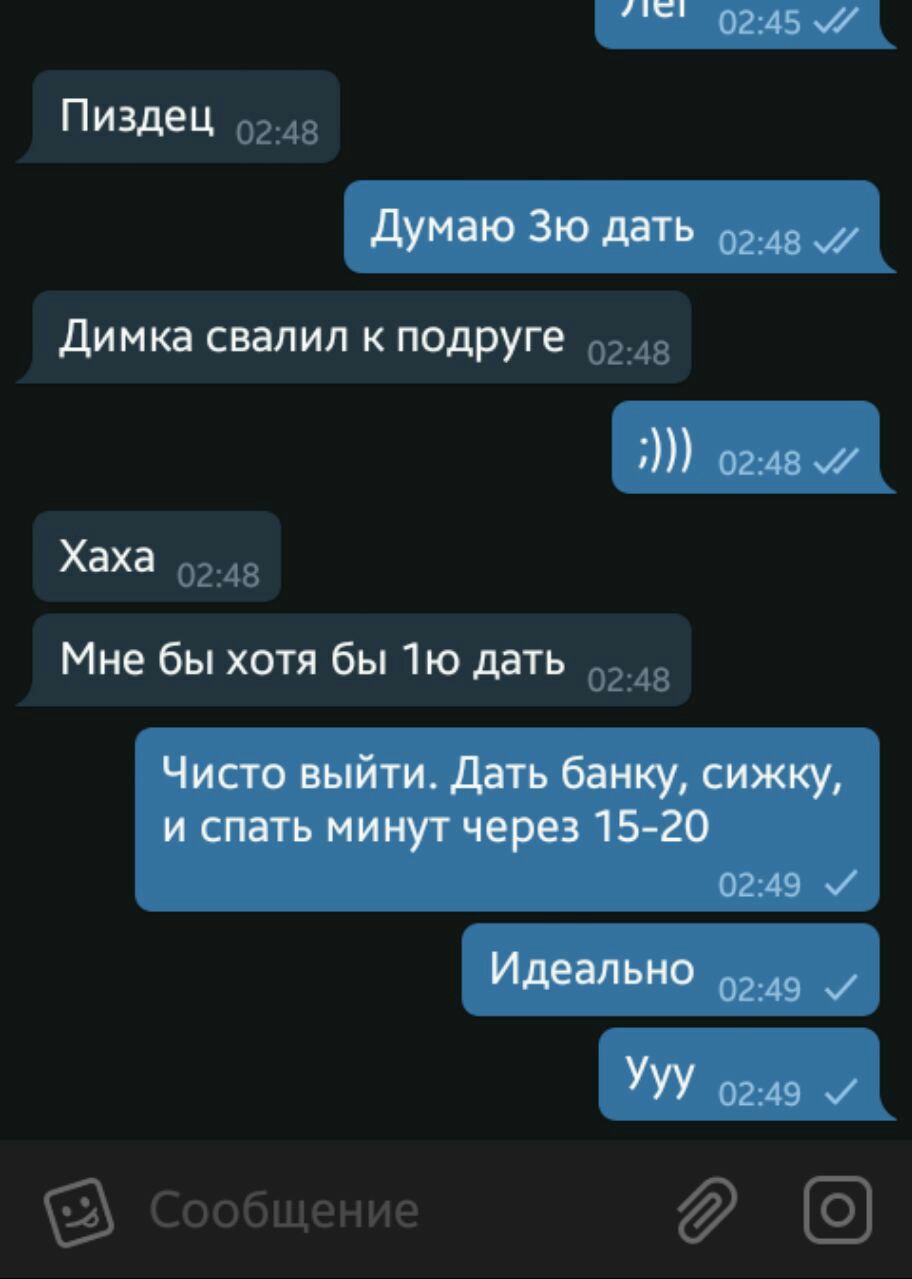 02:45
Пиздец 02:48
Думаю 3ю дать 02:48
Димка свалил к подруге 02:48
;))) 02:48
Хаха 02:48
Мне бы хотя бы 1ю дать 02:48
Чисто выйти. Дать банку, сижку,
и спать минут через 15-20
02:49
Идеально 02:49
Ууу 02:49
Сообщение